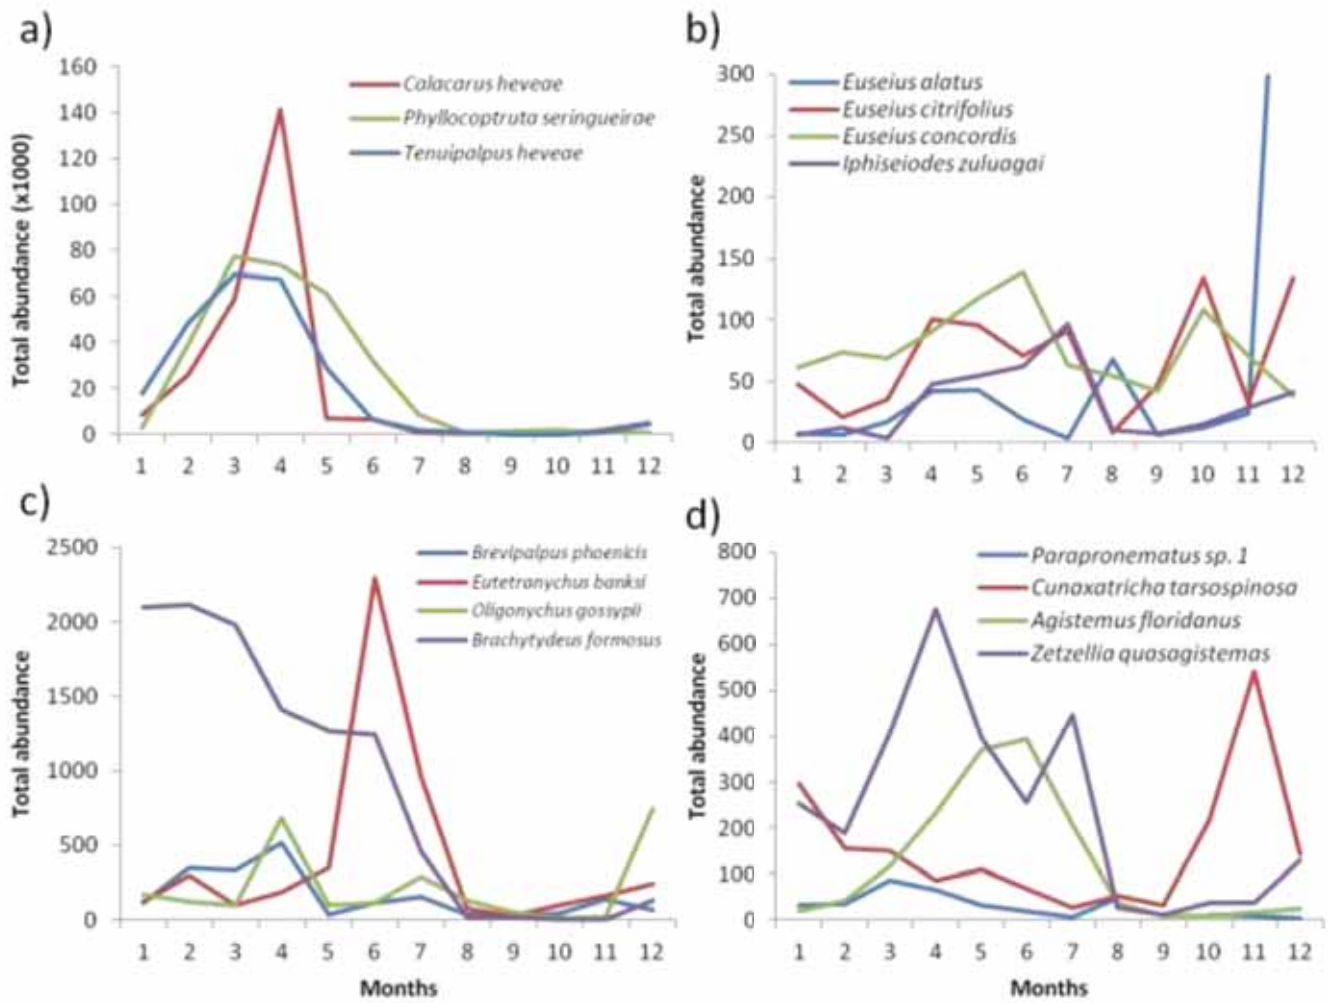 a)
160
140
120
100
80
60
40
20
0
Total abundance (x1000)
Calacarus heveae
Phyllocoptruta seringueirae
Tenuipalpus heveae
1 2 3 4 5 6 7 8 9 10 11 12
b)
300
250
200
150
100
50
0
Total abundance
Euseius alatus
Euseius citrifolius
Euseius concordis
Iphiseiodes zuluagai
1 2 3 4 5 6 7 8 9 10 11 12
c)
2500
2000
1500
1000
500
0
Total abundance
Brevipalpus phoenicis
Eutetranychus banksi
Oligonychus gossypii
Brachytydeus formosus
1 2 3 4 5 6 7 8 9 10 11 12
Months
d)
800
700
600
500
400
300
200
100
0
Total abundance
Parapronematus sp. 1
Cunaxatricha tarsospinosa
Agistemus floridanus
Zetzellia quasagistemas
1 2 3 4 5 6 7 8 9 10 11 12
Months